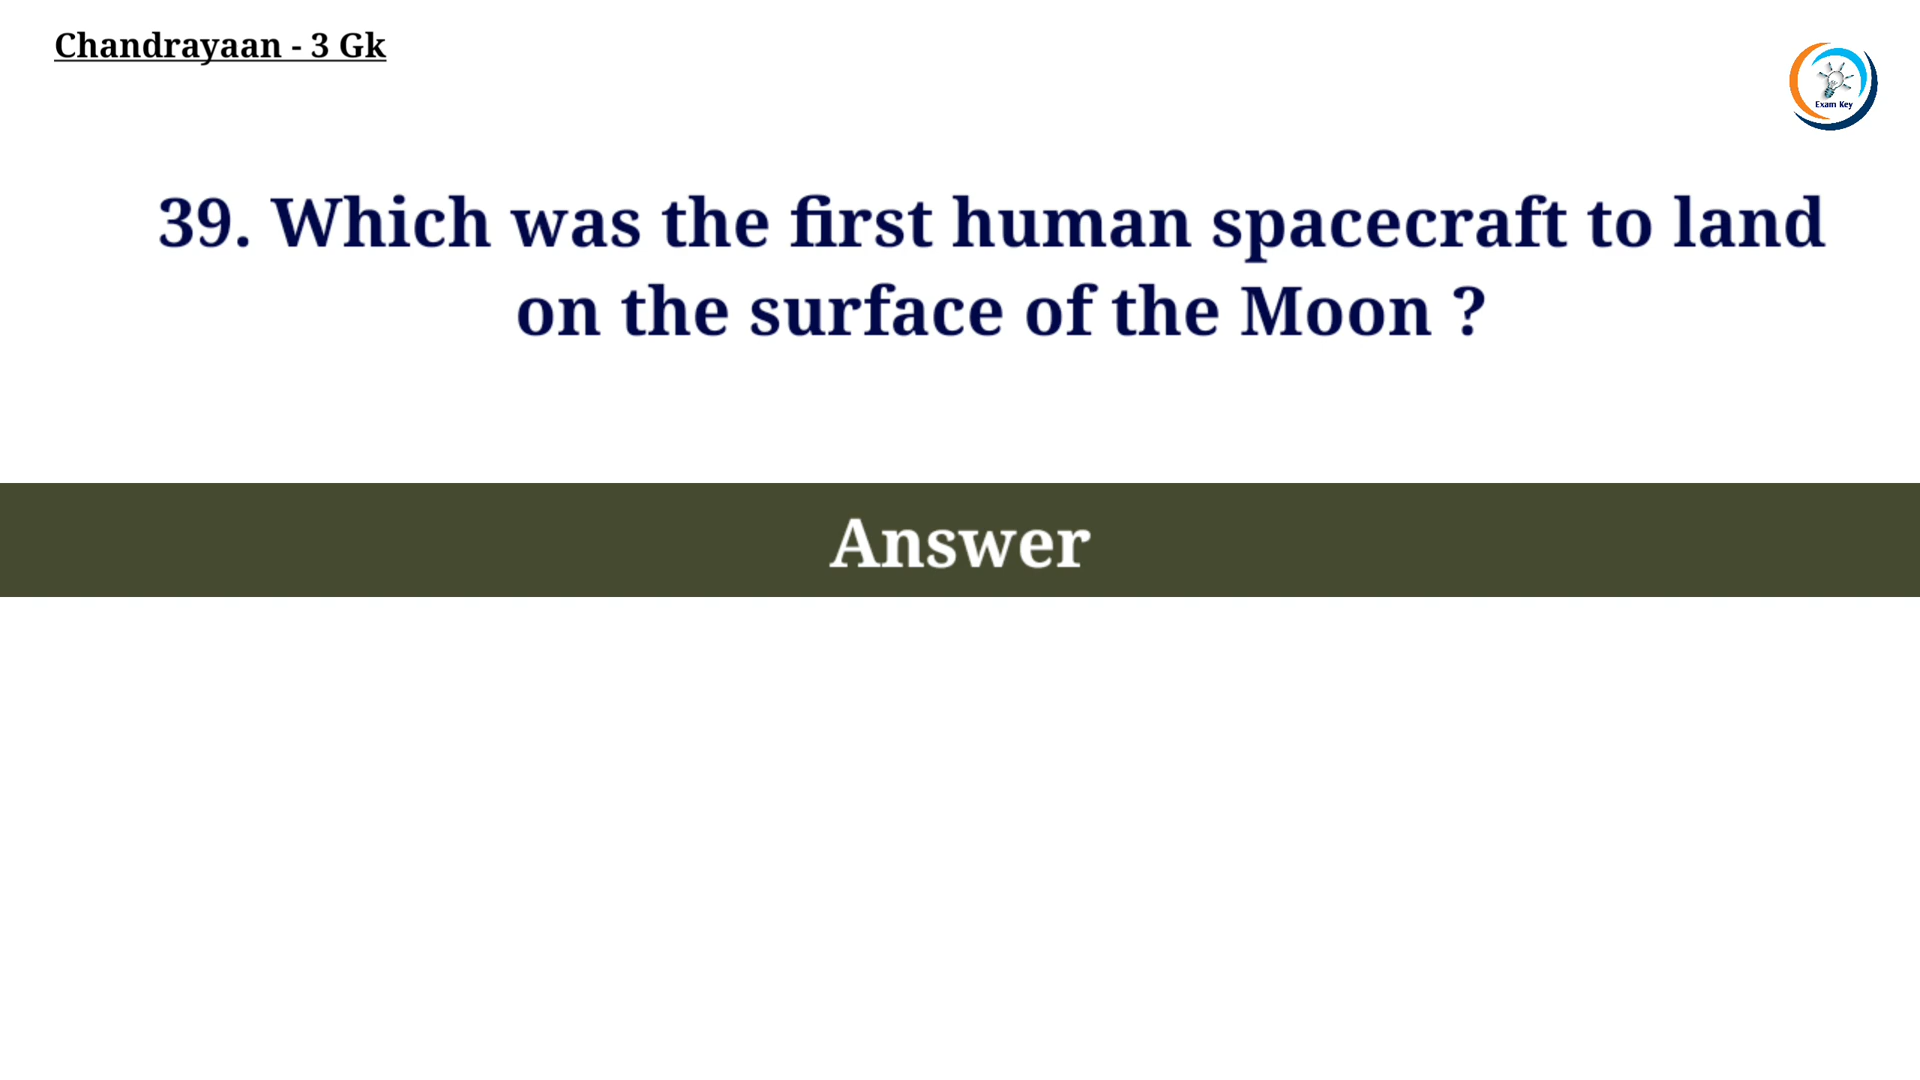 Chandrayaan - 3 Gk
Exam Key
39. Which was the first human spacecraft to land
on the surface of the Moon ?
Answer